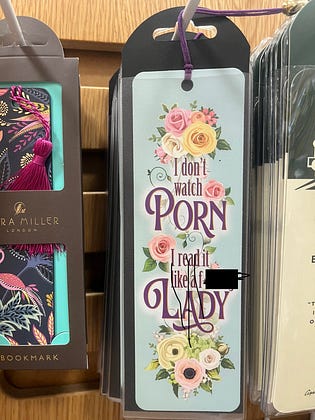 I don't
watch
PORN
I read it
like a f
LADY
RA MILLER
LONDON
BOOKMARK